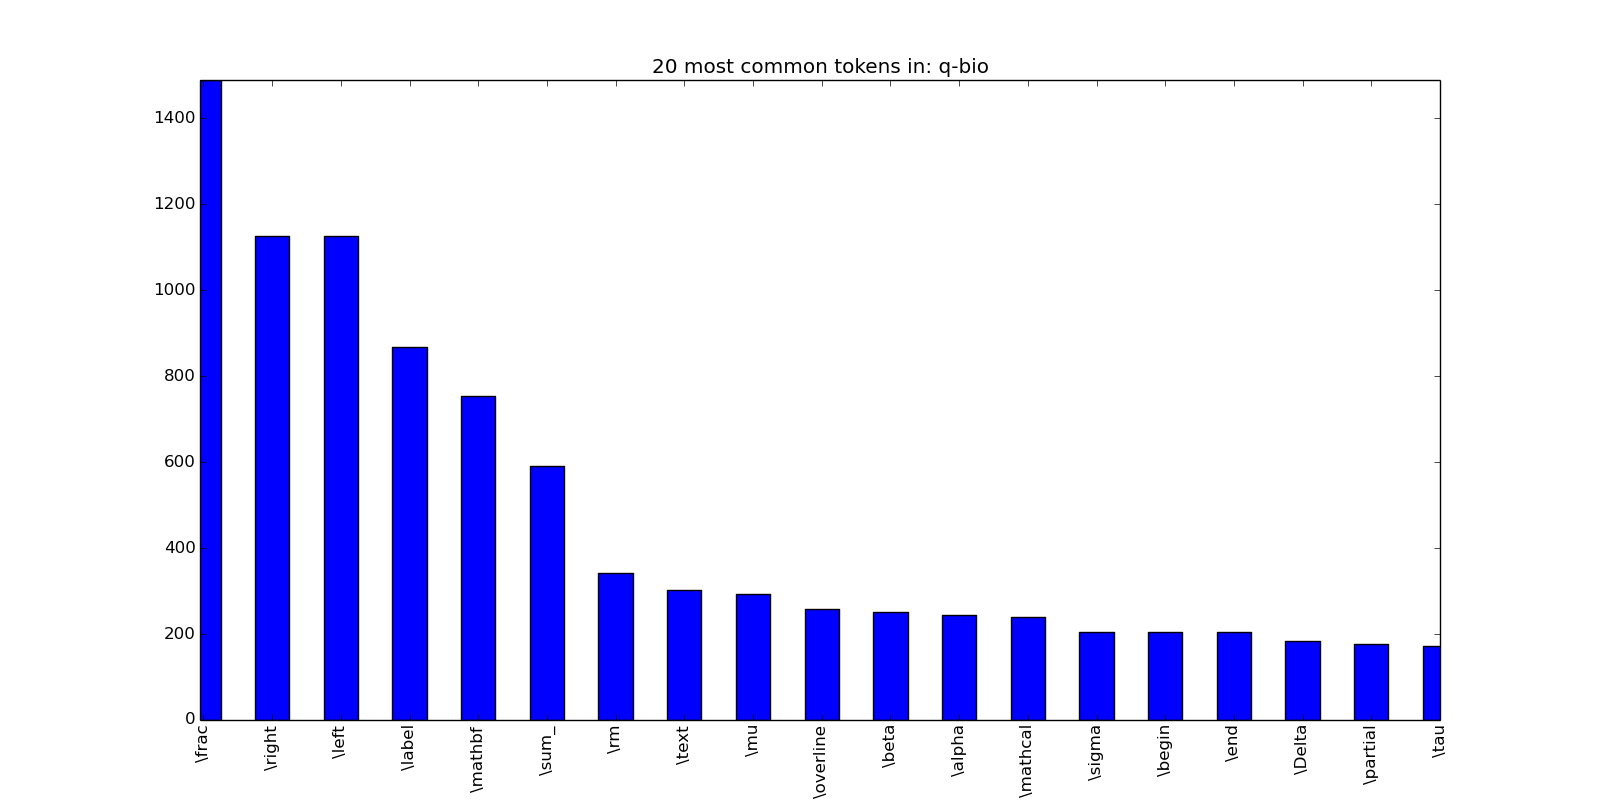 20 most common tokens in: q-bio
1400
1200
1000
800
600
400
200
0
\frac
\right
\left
\label
\mathbf
\sum_
\rm
\text
\mu
\overline
\beta
\alpha
\mathcal
\sigma
\begin
\end
\Delta
\partial
\tau